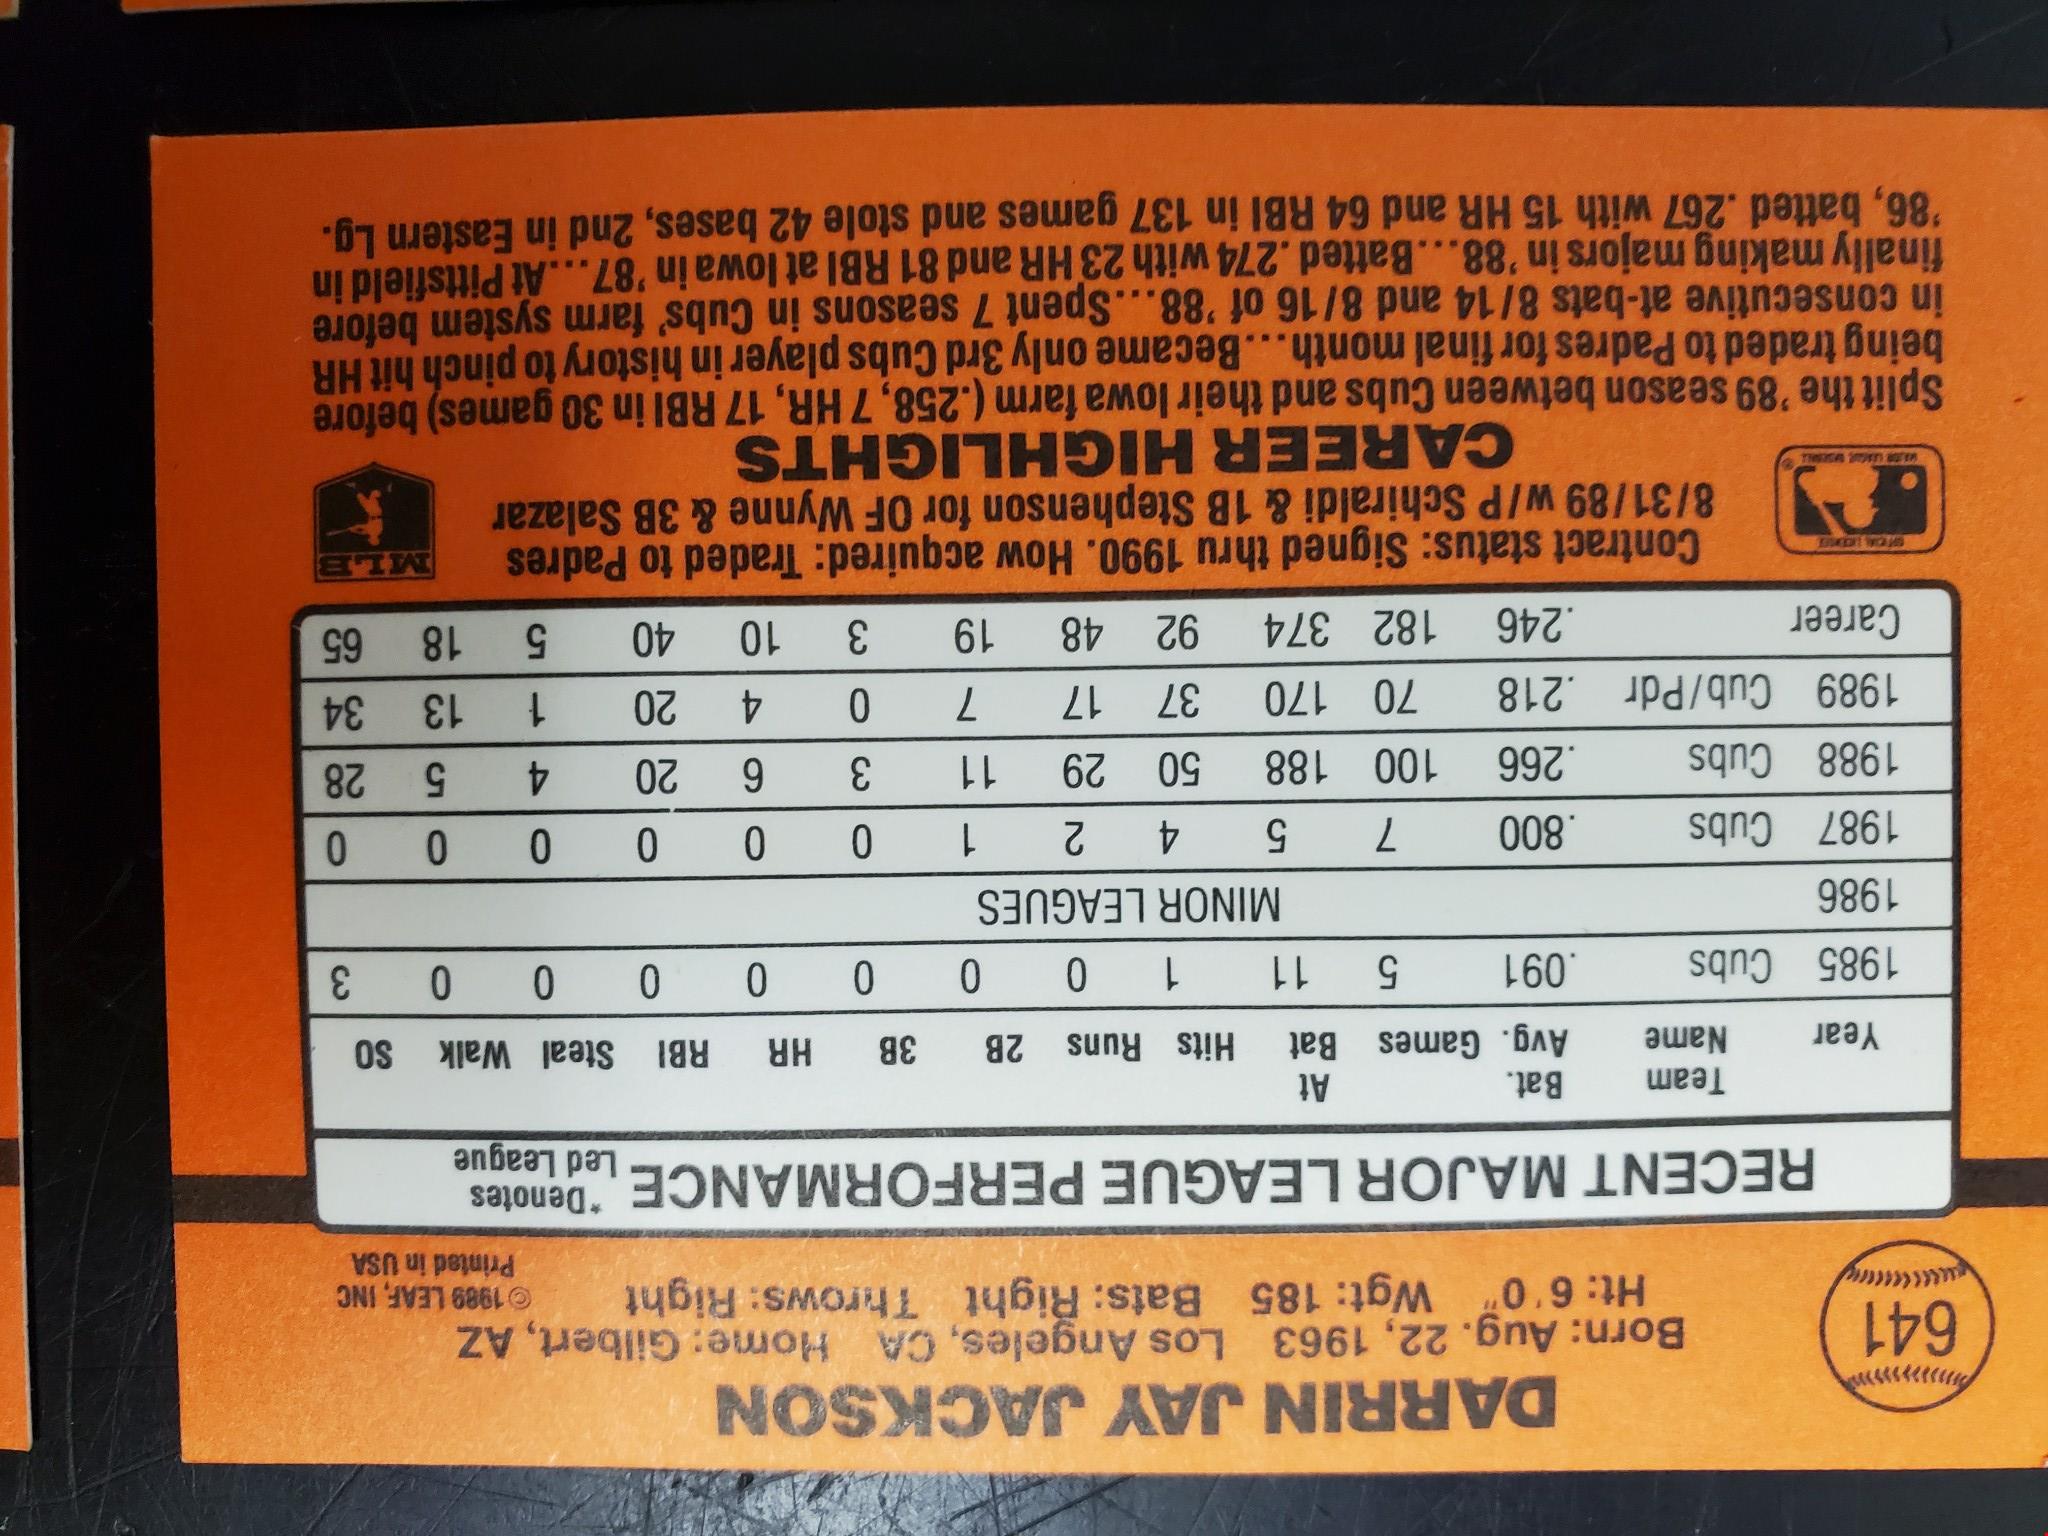 641
DARRIN JAY JACKSON
Born: Aug. 22, 1963 Los Angeles, CA Home: Gilbert, AZ
Ht: 6'0" Wgt: 185 Bats: Right Throws: Right
©1989 LEAF, INC
Printed in USA
RECENT MAJOR LEAGUE PERFORMANCE *Denotes Led League
Year Team Name Bat. Avg. Games At Bat Hits Runs 2B 3B HR RBI Steal Walk SO
1985 Cubs .091 5 11 1 0 0 0 0 0 0 0 3
1986 MINOR LEAGUES
1987 Cubs .800 7 5 4 2 1 0 0 0 0 0 0
1988 Cubs .266 100 188 50 29 11 3 6 20 4 5 28
1989 Cub/Pdr .218 70 170 37 17 7 0 4 20 1 13 34
Career .246 182 374 92 48 19 3 10 40 5 18 65
OFFICIAL LICENSEE
MAJOR LEAGUE BASEBALL ®
Contract status: Signed thru 1990. How acquired: Traded to Padres
8/31/89 w/P Schiraldi & 1B Stephenson for OF Wynne & 3B Salazar
MLB
CAREER HIGHLIGHTS
Split the '89 season between Cubs and their Iowa farm (.258, 7 HR, 17 RBI in 30 games) before
being traded to Padres for final month...Became only 3rd Cubs player in history to pinch hit HR
in consecutive at-bats 8/14 and 8/16 of '88...Spent 7 seasons in Cubs' farm system before
finally making majors in '88...Batted .274 with 23 HR and 81 RBI at Iowa in '87...At Pittsfield in
'86, batted .267 with 15 HR and 64 RBI in 137 games and stole 42 bases, 2nd in Eastern Lg.